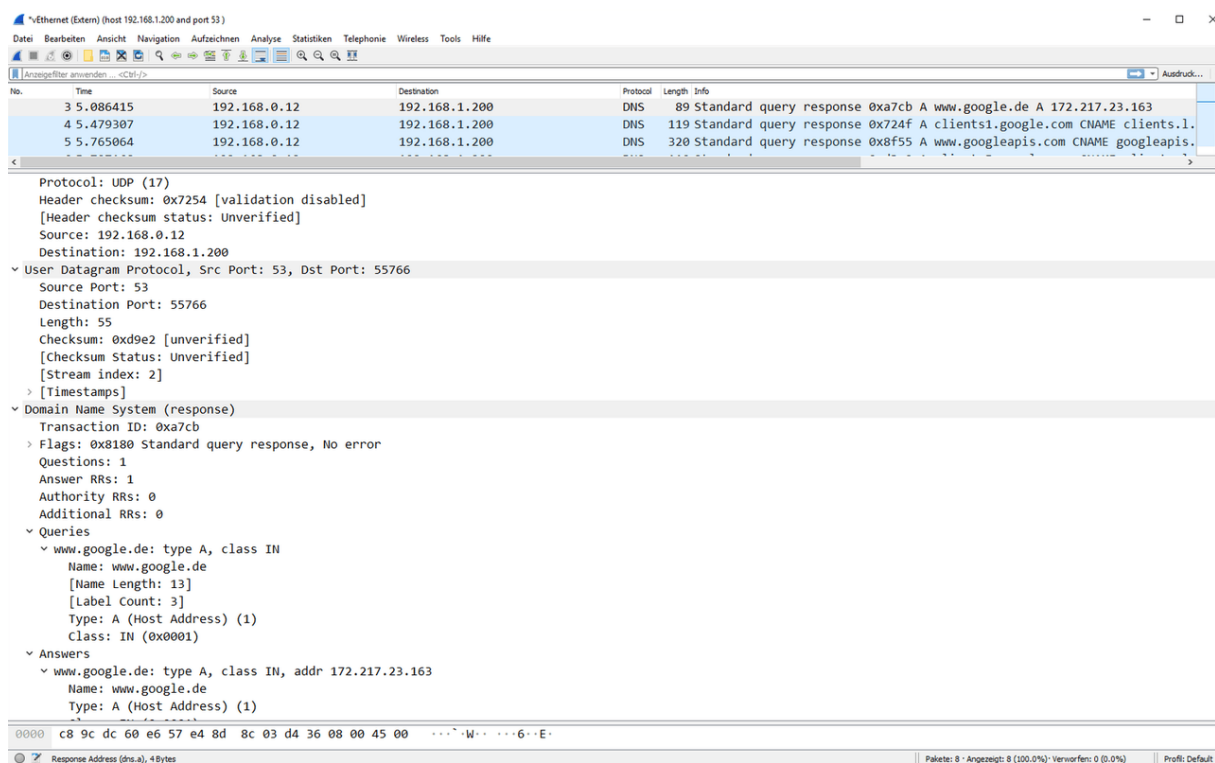 *vEthernet (Extern) (host 192.168.1.200 and port 53 )
Datei Bearbeiten Ansicht Navigation Aufzeichnen Analyse Statistiken Telephonie Wireless Tools Hilfe
Anzeigefilter anwenden ... <Ctrl-/> Ausdruck...
No. Time Source Destination Protocol Length Info
3 5.086415 192.168.0.12 192.168.1.200 DNS 89 Standard query response 0xa7cb A www.google.de A 172.217.23.163
4 5.479307 192.168.0.12 192.168.1.200 DNS 119 Standard query response 0x724f A clients1.google.com CNAME clients.l.
5 5.765064 192.168.0.12 192.168.1.200 DNS 320 Standard query response 0x8f55 A www.googleapis.com CNAME googleapis.
Protocol: UDP (17)
Header checksum: 0x7254 [validation disabled]
[Header checksum status: Unverified]
Source: 192.168.0.12
Destination: 192.168.1.200
User Datagram Protocol, Src Port: 53, Dst Port: 55766
Source Port: 53
Destination Port: 55766
Length: 55
Checksum: 0xd9e2 [unverified]
[Checksum Status: Unverified]
[Stream index: 2]
[Timestamps]
Domain Name System (response)
Transaction ID: 0xa7cb
Flags: 0x8180 Standard query response, No error
Questions: 1
Answer RRs: 1
Authority RRs: 0
Additional RRs: 0
Queries
www.google.de: type A, class IN
Name: www.google.de
[Name Length: 13]
[Label Count: 3]
Type: A (Host Address) (1)
Class: IN (0x0001)
Answers
www.google.de: type A, class IN, addr 172.217.23.163
Name: www.google.de
Type: A (Host Address) (1)
0000 c8 9c dc 60 e6 57 e4 8d 8c 03 d4 36 08 00 45 00 ···`·W·· ···6··E·
Response Address (dns.a), 4 Bytes Pakete: 8 · Angezeigt: 8 (100.0%) · Verworfen: 0 (0.0%) Profil: Default